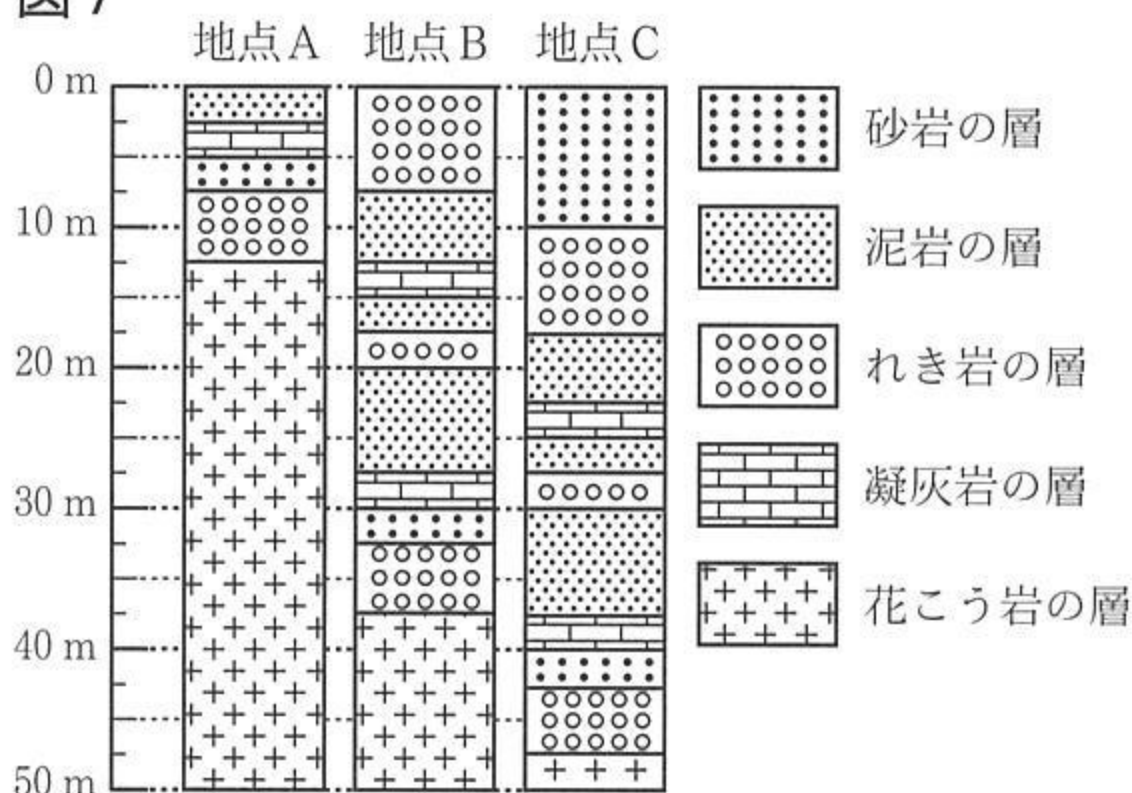 図7
地点A 地点B 地点C
0 m
10 m
20 m
30 m
40 m
50 m
砂岩の層
泥岩の層
れき岩の層
凝灰岩の層
花こう岩の層